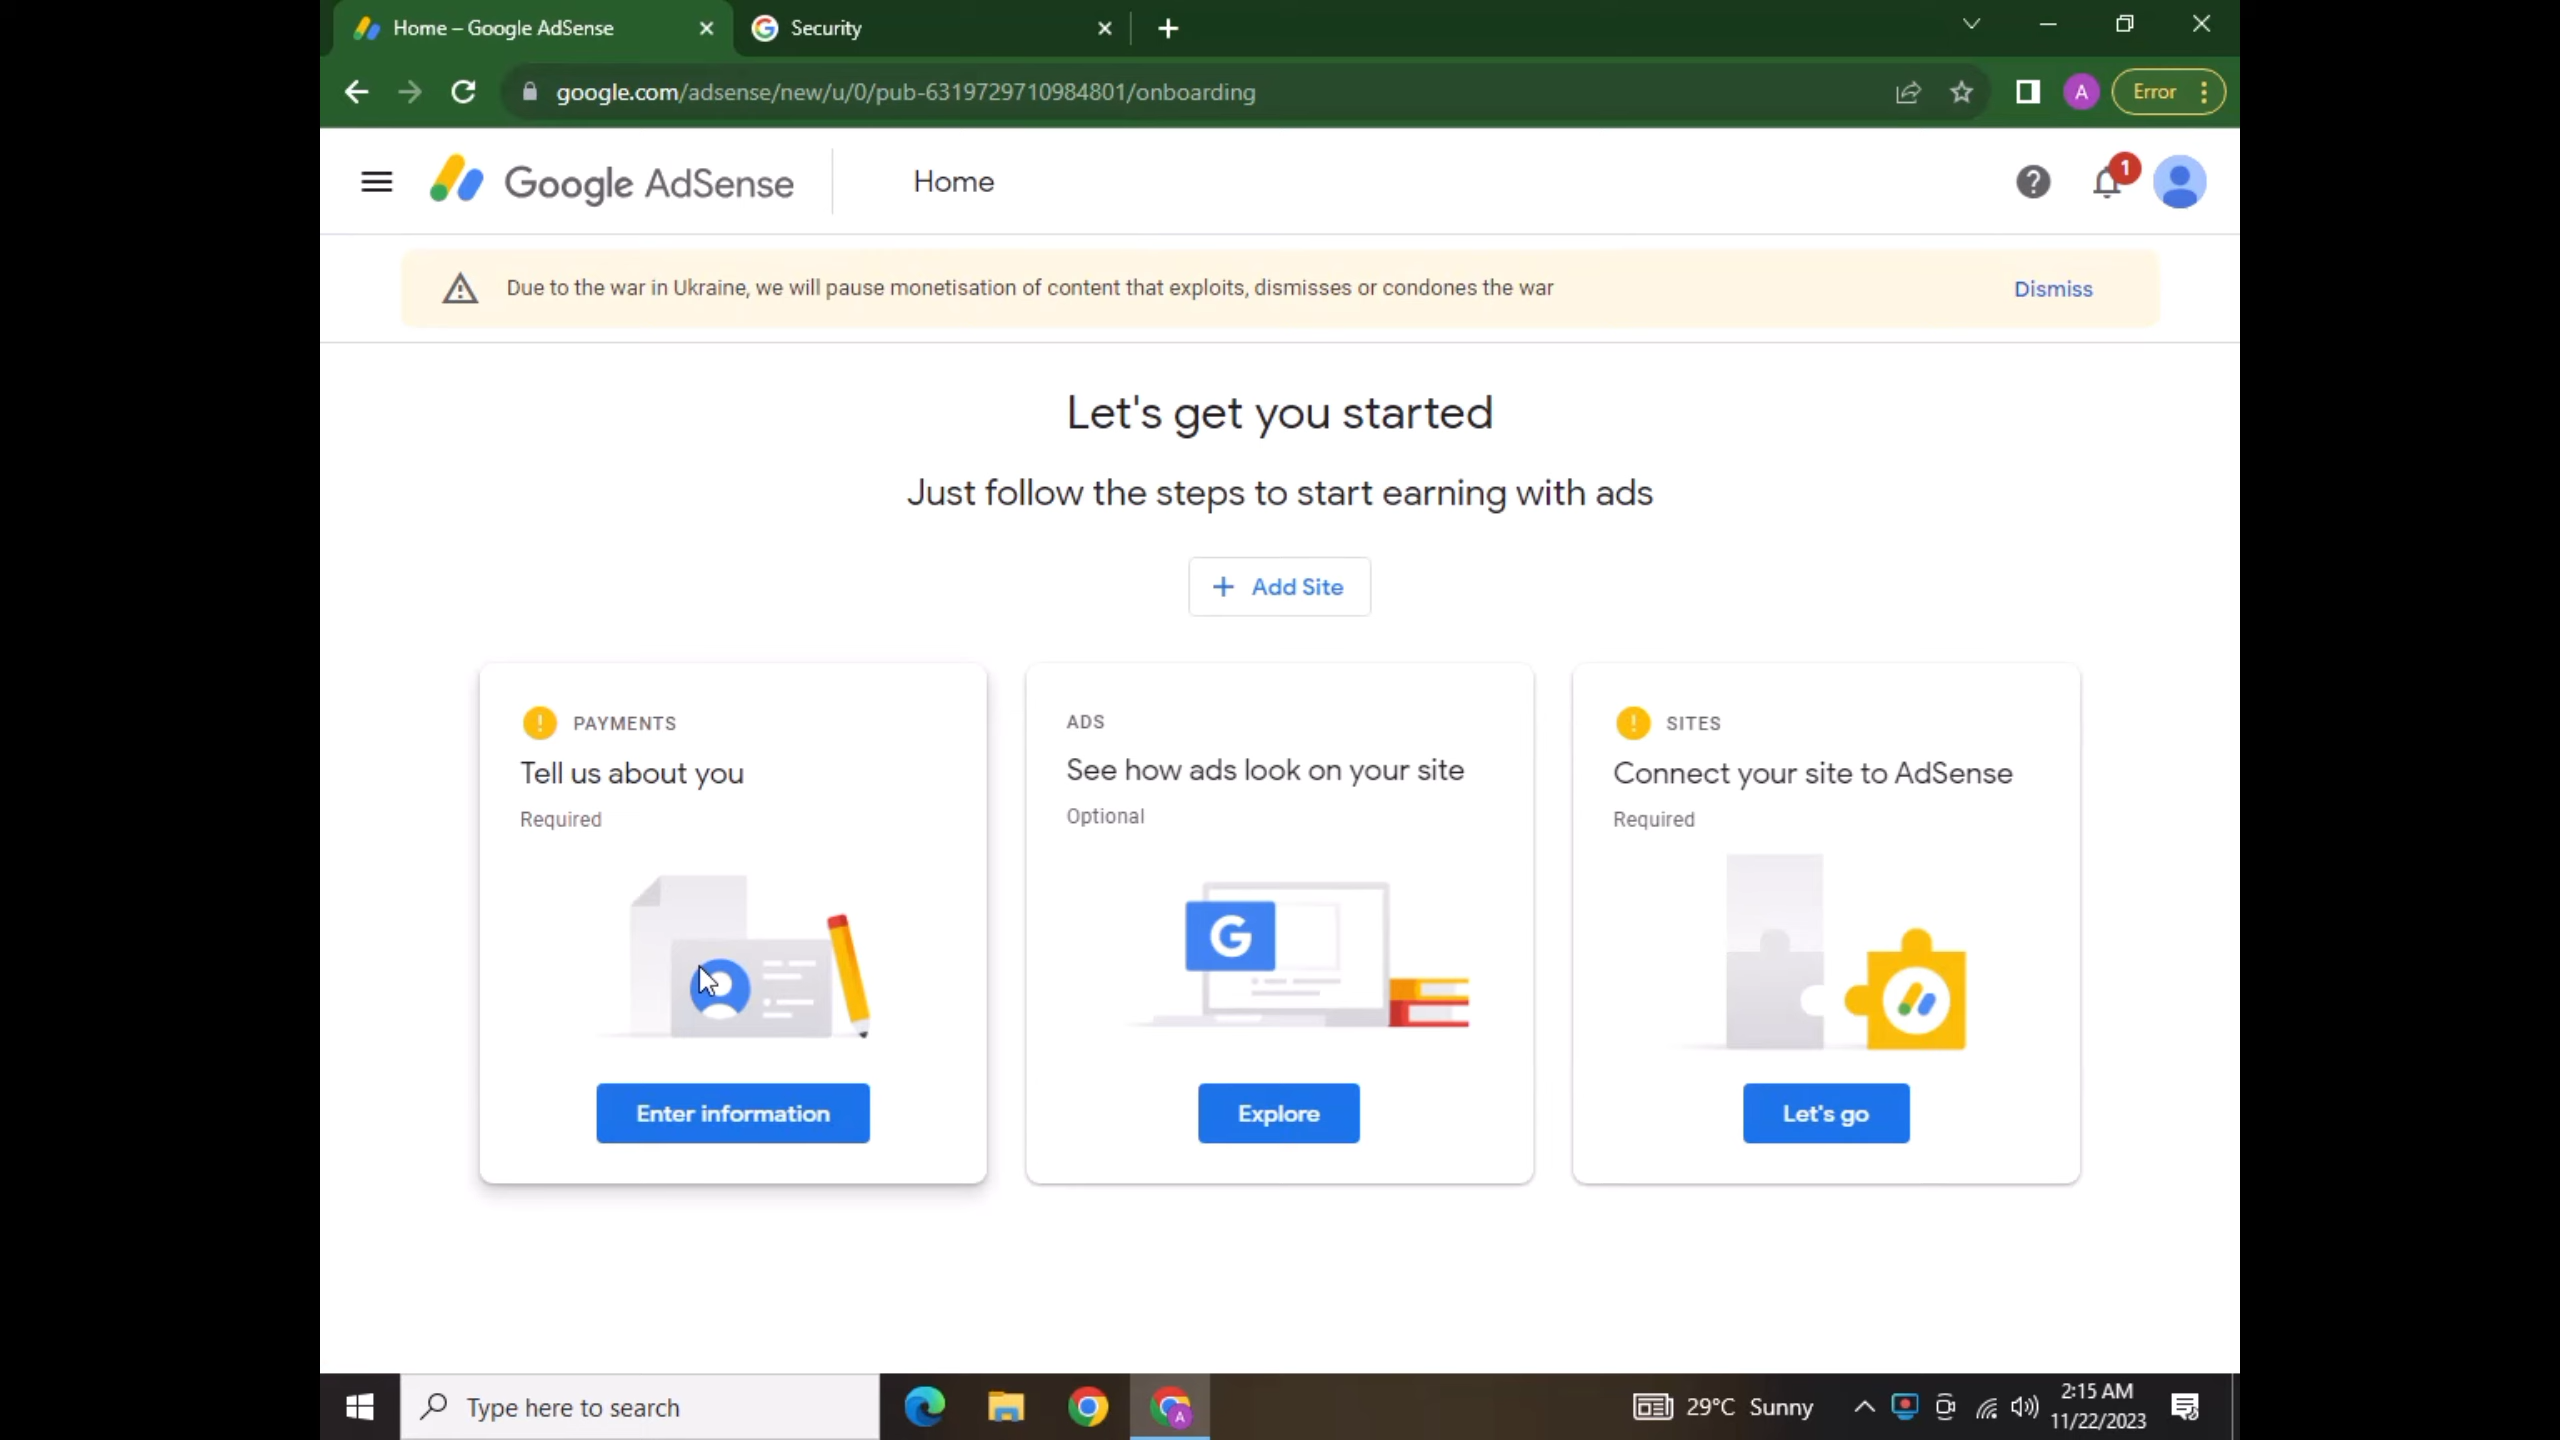 Home – Google AdSense
Security
google.com/adsense/new/u/0/pub-6319729710984801/onboarding
A
Error
Google AdSense
Home
1
Due to the war in Ukraine, we will pause monetisation of content that exploits, dismisses or condones the war
Dismiss
Let's get you started
Just follow the steps to start earning with ads
+ Add Site
PAYMENTS
Tell us about you
Required
Enter information
ADS
See how ads look on your site
Optional
G
Explore
SITES
Connect your site to AdSense
Required
Let's go
Type here to search
A
29°C Sunny
2:15 AM
11/22/2023